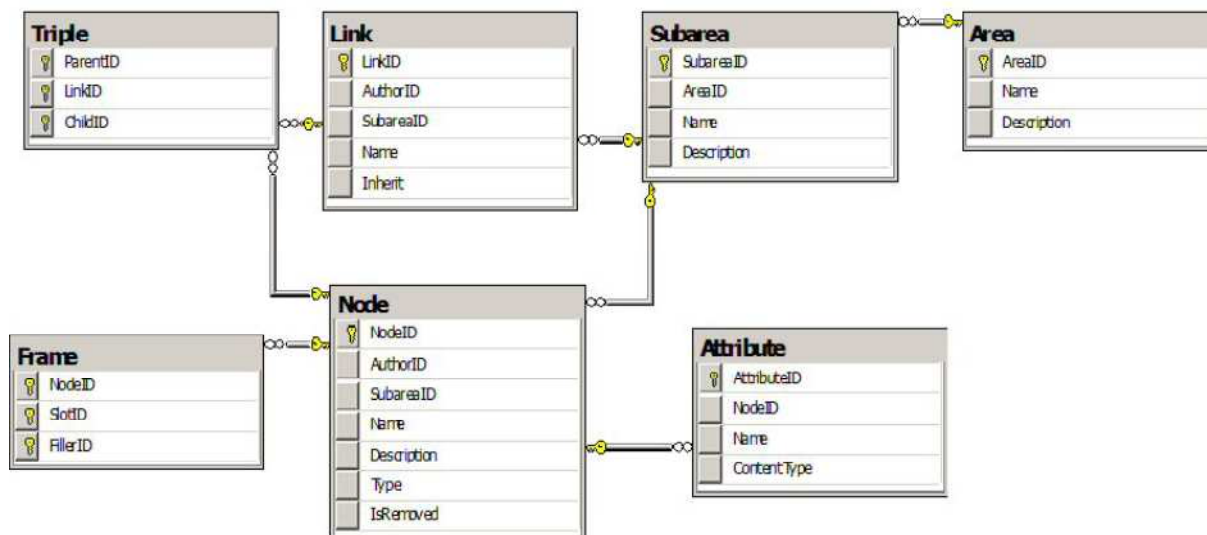 Triple
ParentID
LinkID
ChildID
Link
LinkID
AuthorID
SubareaID
Name
Inherit
Subarea
SubareaID
AreaID
Name
Description
Area
AreaID
Name
Description
Frame
NodeID
SlotID
FillerID
Node
NodeID
AuthorID
SubareaID
Name
Description
Type
IsRemoved
Attribute
AttributeID
NodeID
Name
ContentType